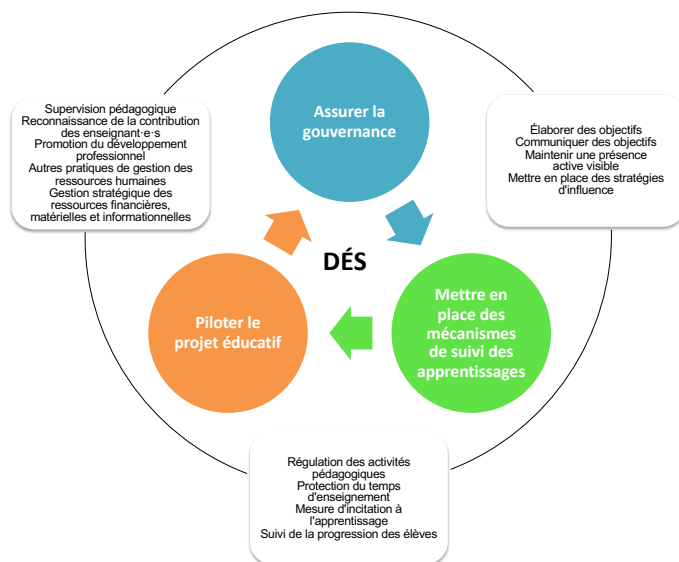 Assurer la
gouvernance
Supervision pédagogique
Reconnaissance de la contribution
des enseignant·e·s
Promotion du développement
professionnel
Autres pratiques de gestion des
ressources humaines
Gestion stratégique des
ressources financières,
matérielles et informationnelles
Élaborer des objectifs
Communiquer des objectifs
Maintenir une présence
active visible
Mettre en place des stratégies
d'influence
DÉS
Piloter le
projet éducatif
Mettre en
place des
mécanismes
de suivi des
apprentissages
Régulation des activités
pédagogiques
Protection du temps
d'enseignement
Mesure d'incitation à
l'apprentissage
Suivi de la progression des élèves